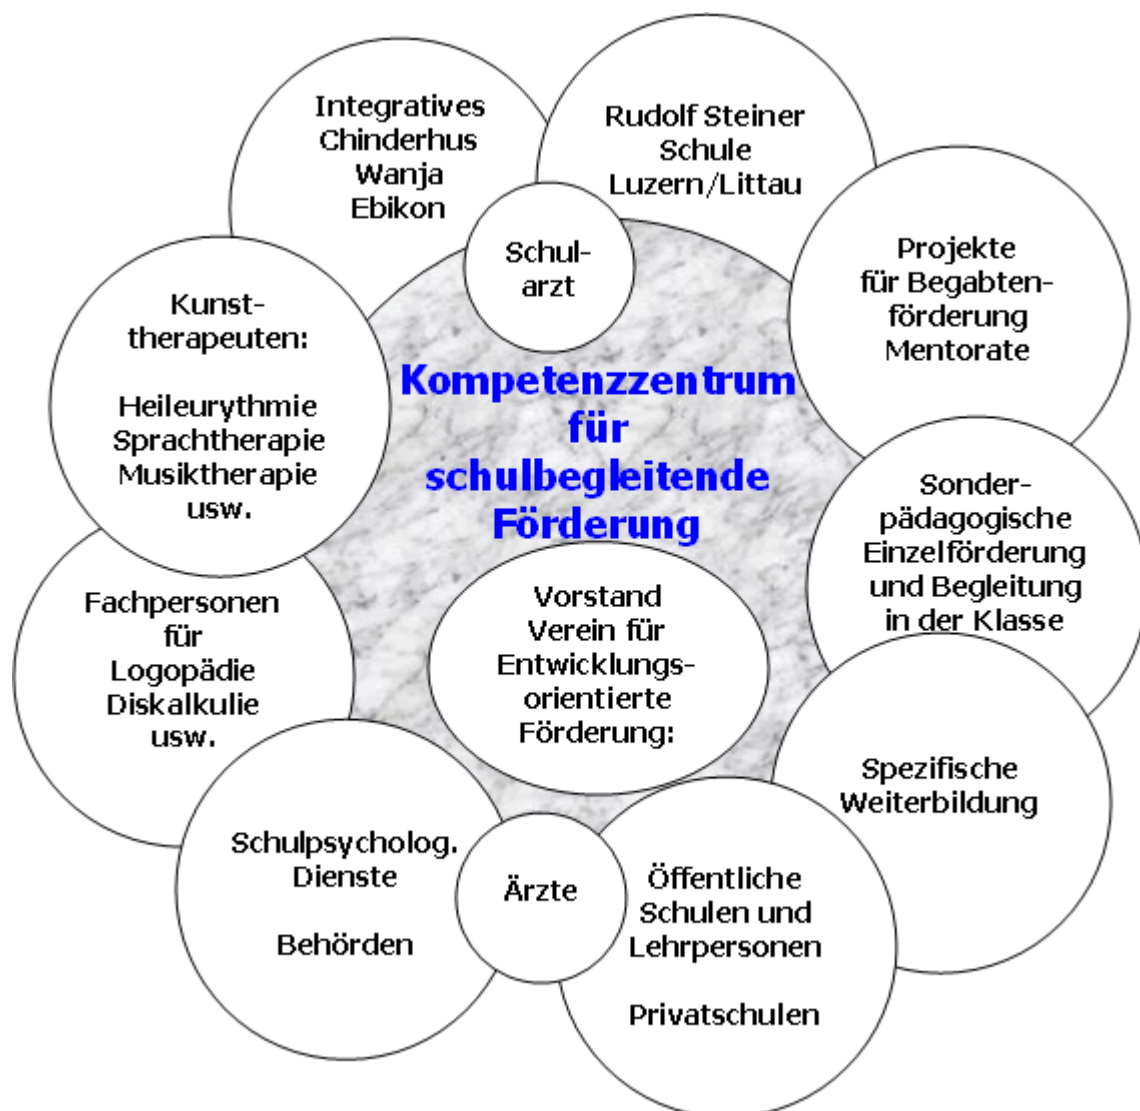 Integratives
Chinderhus
Wanja
Ebikon
Rudolf Steiner
Schule
Luzern/Littau
Schul-
arzt
Projekte
für Begabten-
förderung
Mentorate
Kunst-
therapeuten:
Heileurythmie
Sprachtherapie
Musiktherapie
usw.
Kompetenzzentrum
für
schulbegleitende
Förderung
Sonder-
pädagogische
Einzelförderung
und Begleitung
in der Klasse
Fachpersonen
für
Logopädie
Diskalkulie
usw.
Vorstand
Verein für
Entwicklungs-
orientierte
Förderung:
Spezifische
Weiterbildung
Schulpsycholog.
Dienste
Behörden
Ärzte
Öffentliche
Schulen und
Lehrpersonen
Privatschulen